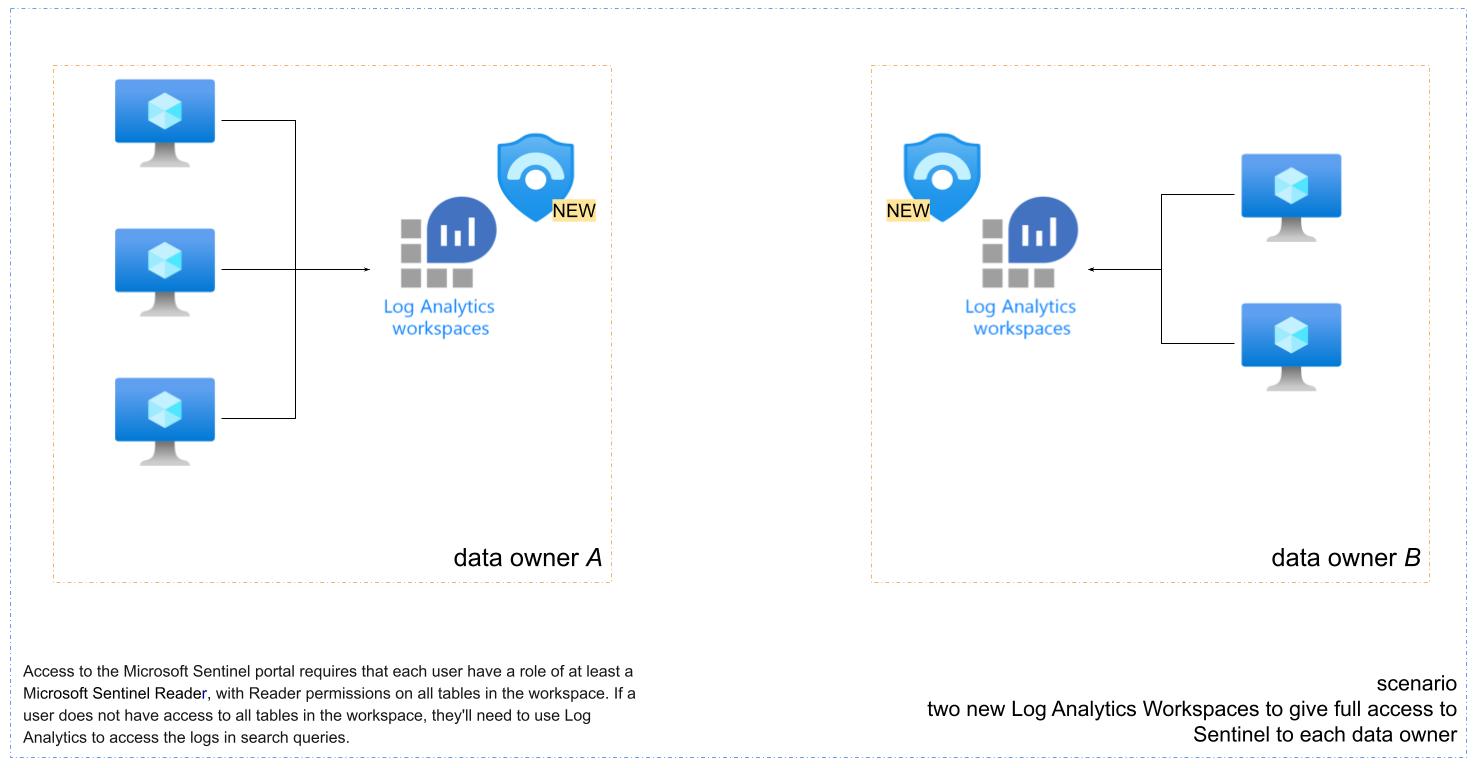 NEW
Log Analytics
workspaces
data owner A
NEW
Log Analytics
workspaces
data owner B
Access to the Microsoft Sentinel portal requires that each user have a role of at least a
Microsoft Sentinel Reader, with Reader permissions on all tables in the workspace. If a
user does not have access to all tables in the workspace, they'll need to use Log
Analytics to access the logs in search queries.
scenario
two new Log Analytics Workspaces to give full access to
Sentinel to each data owner